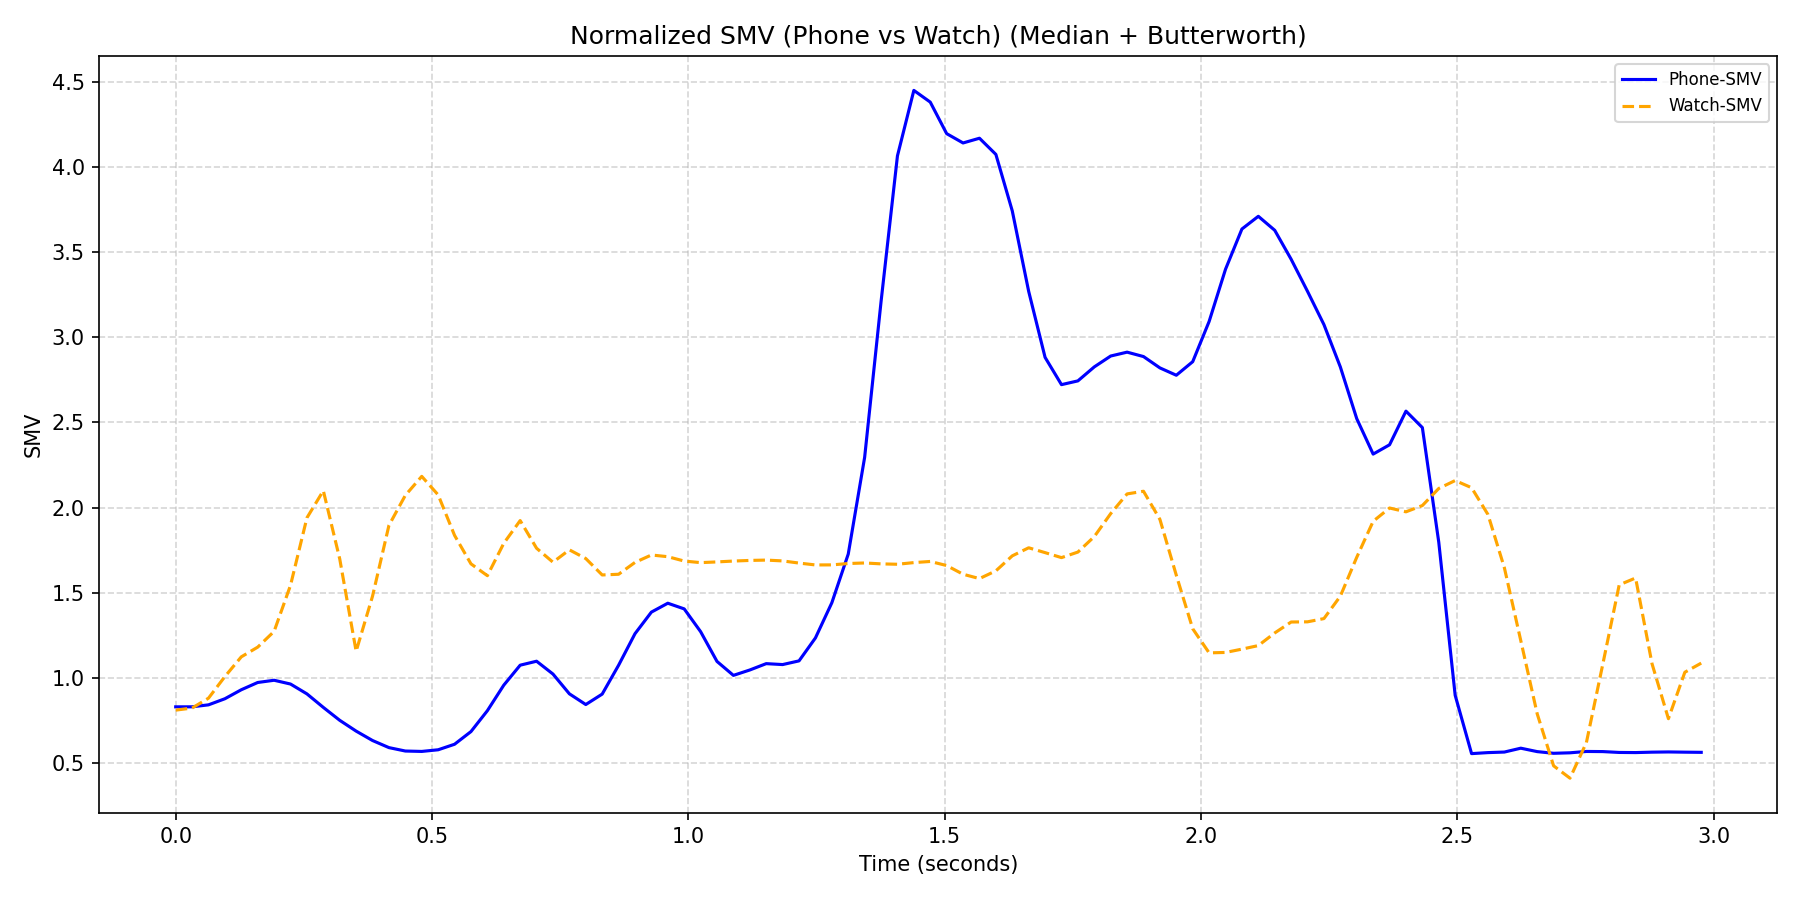 Normalized SMV (Phone vs Watch) (Median + Butterworth)
Phone-SMV
Watch-SMV
SMV
4.5
4.0
3.5
3.0
2.5
2.0
1.5
1.0
0.5
0.0 0.5 1.0 1.5 2.0 2.5 3.0
Time (seconds)